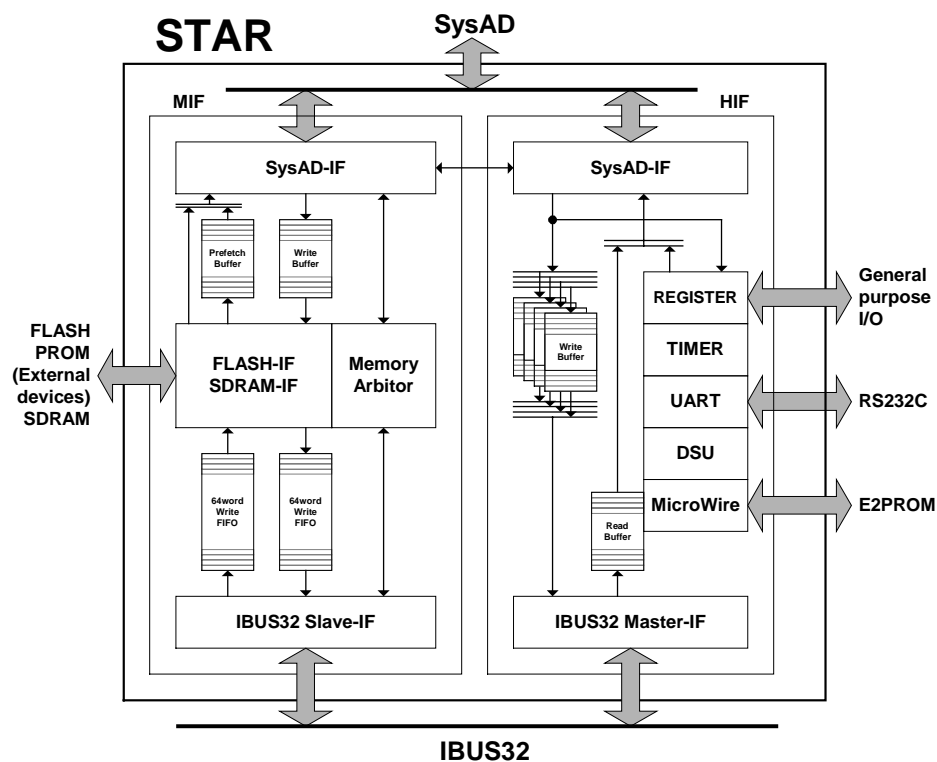 STAR
SysAD
MIF
HIF
SysAD-IF
SysAD-IF
Prefetch
Buffer
Write
Buffer
FLASH
PROM
(External
devices)
SDRAM
FLASH-IF
SDRAM-IF
Memory
Arbitor
64word
Write
FIFO
64word
Write
FIFO
IBUS32 Slave-IF
Write
Buffer
Read
Buffer
REGISTER
TIMER
UART
DSU
MicroWire
General
purpose
I/O
RS232C
E2PROM
IBUS32 Master-IF
IBUS32